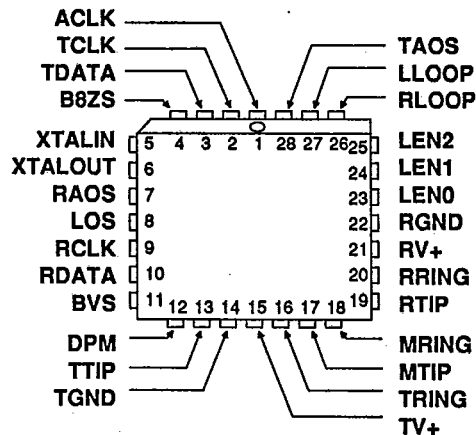 ACLK
TCLK TAOS
TDATA LLOOP
B8ZS RLOOP
4 3 2 1 28 27 26
XTALIN 5 25 LEN2
XTALOUT 6 24 LEN1
RAOS 7 23 LEN0
LOS 8 22 RGND
RCLK 9 21 RV+
RDATA 10 20 RRING
BVS 11 19 RTIP
12 13 14 15 16 17 18
DPM MRING
TTIP MTIP
TGND TRING
TV+